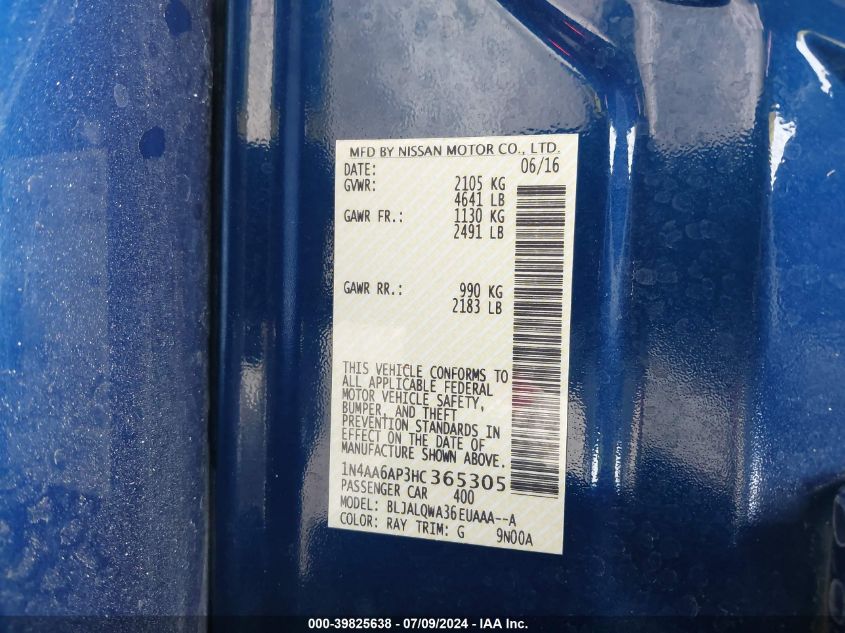 MFD BY NISSAN MOTOR CO., LTD.
DATE: 06/16
GVWR: 2105 KG
4641 LB
GAWR FR.: 1130 KG
2491 LB
GAWR RR.: 990 KG
2183 LB
THIS VEHICLE CONFORMS TO
ALL APPLICABLE FEDERAL
MOTOR VEHICLE SAFETY,
BUMPER, AND THEFT
PREVENTION STANDARDS IN
EFFECT ON THE DATE OF
MANUFACTURE SHOWN ABOVE.
1N4AA6AP3HC365305
PASSENGER CAR 400
MODEL: BLJALQWA36EUAAA--A
COLOR: RAY TRIM: G 9N00A
000-39825638 - 07/09/2024 - IAA Inc.